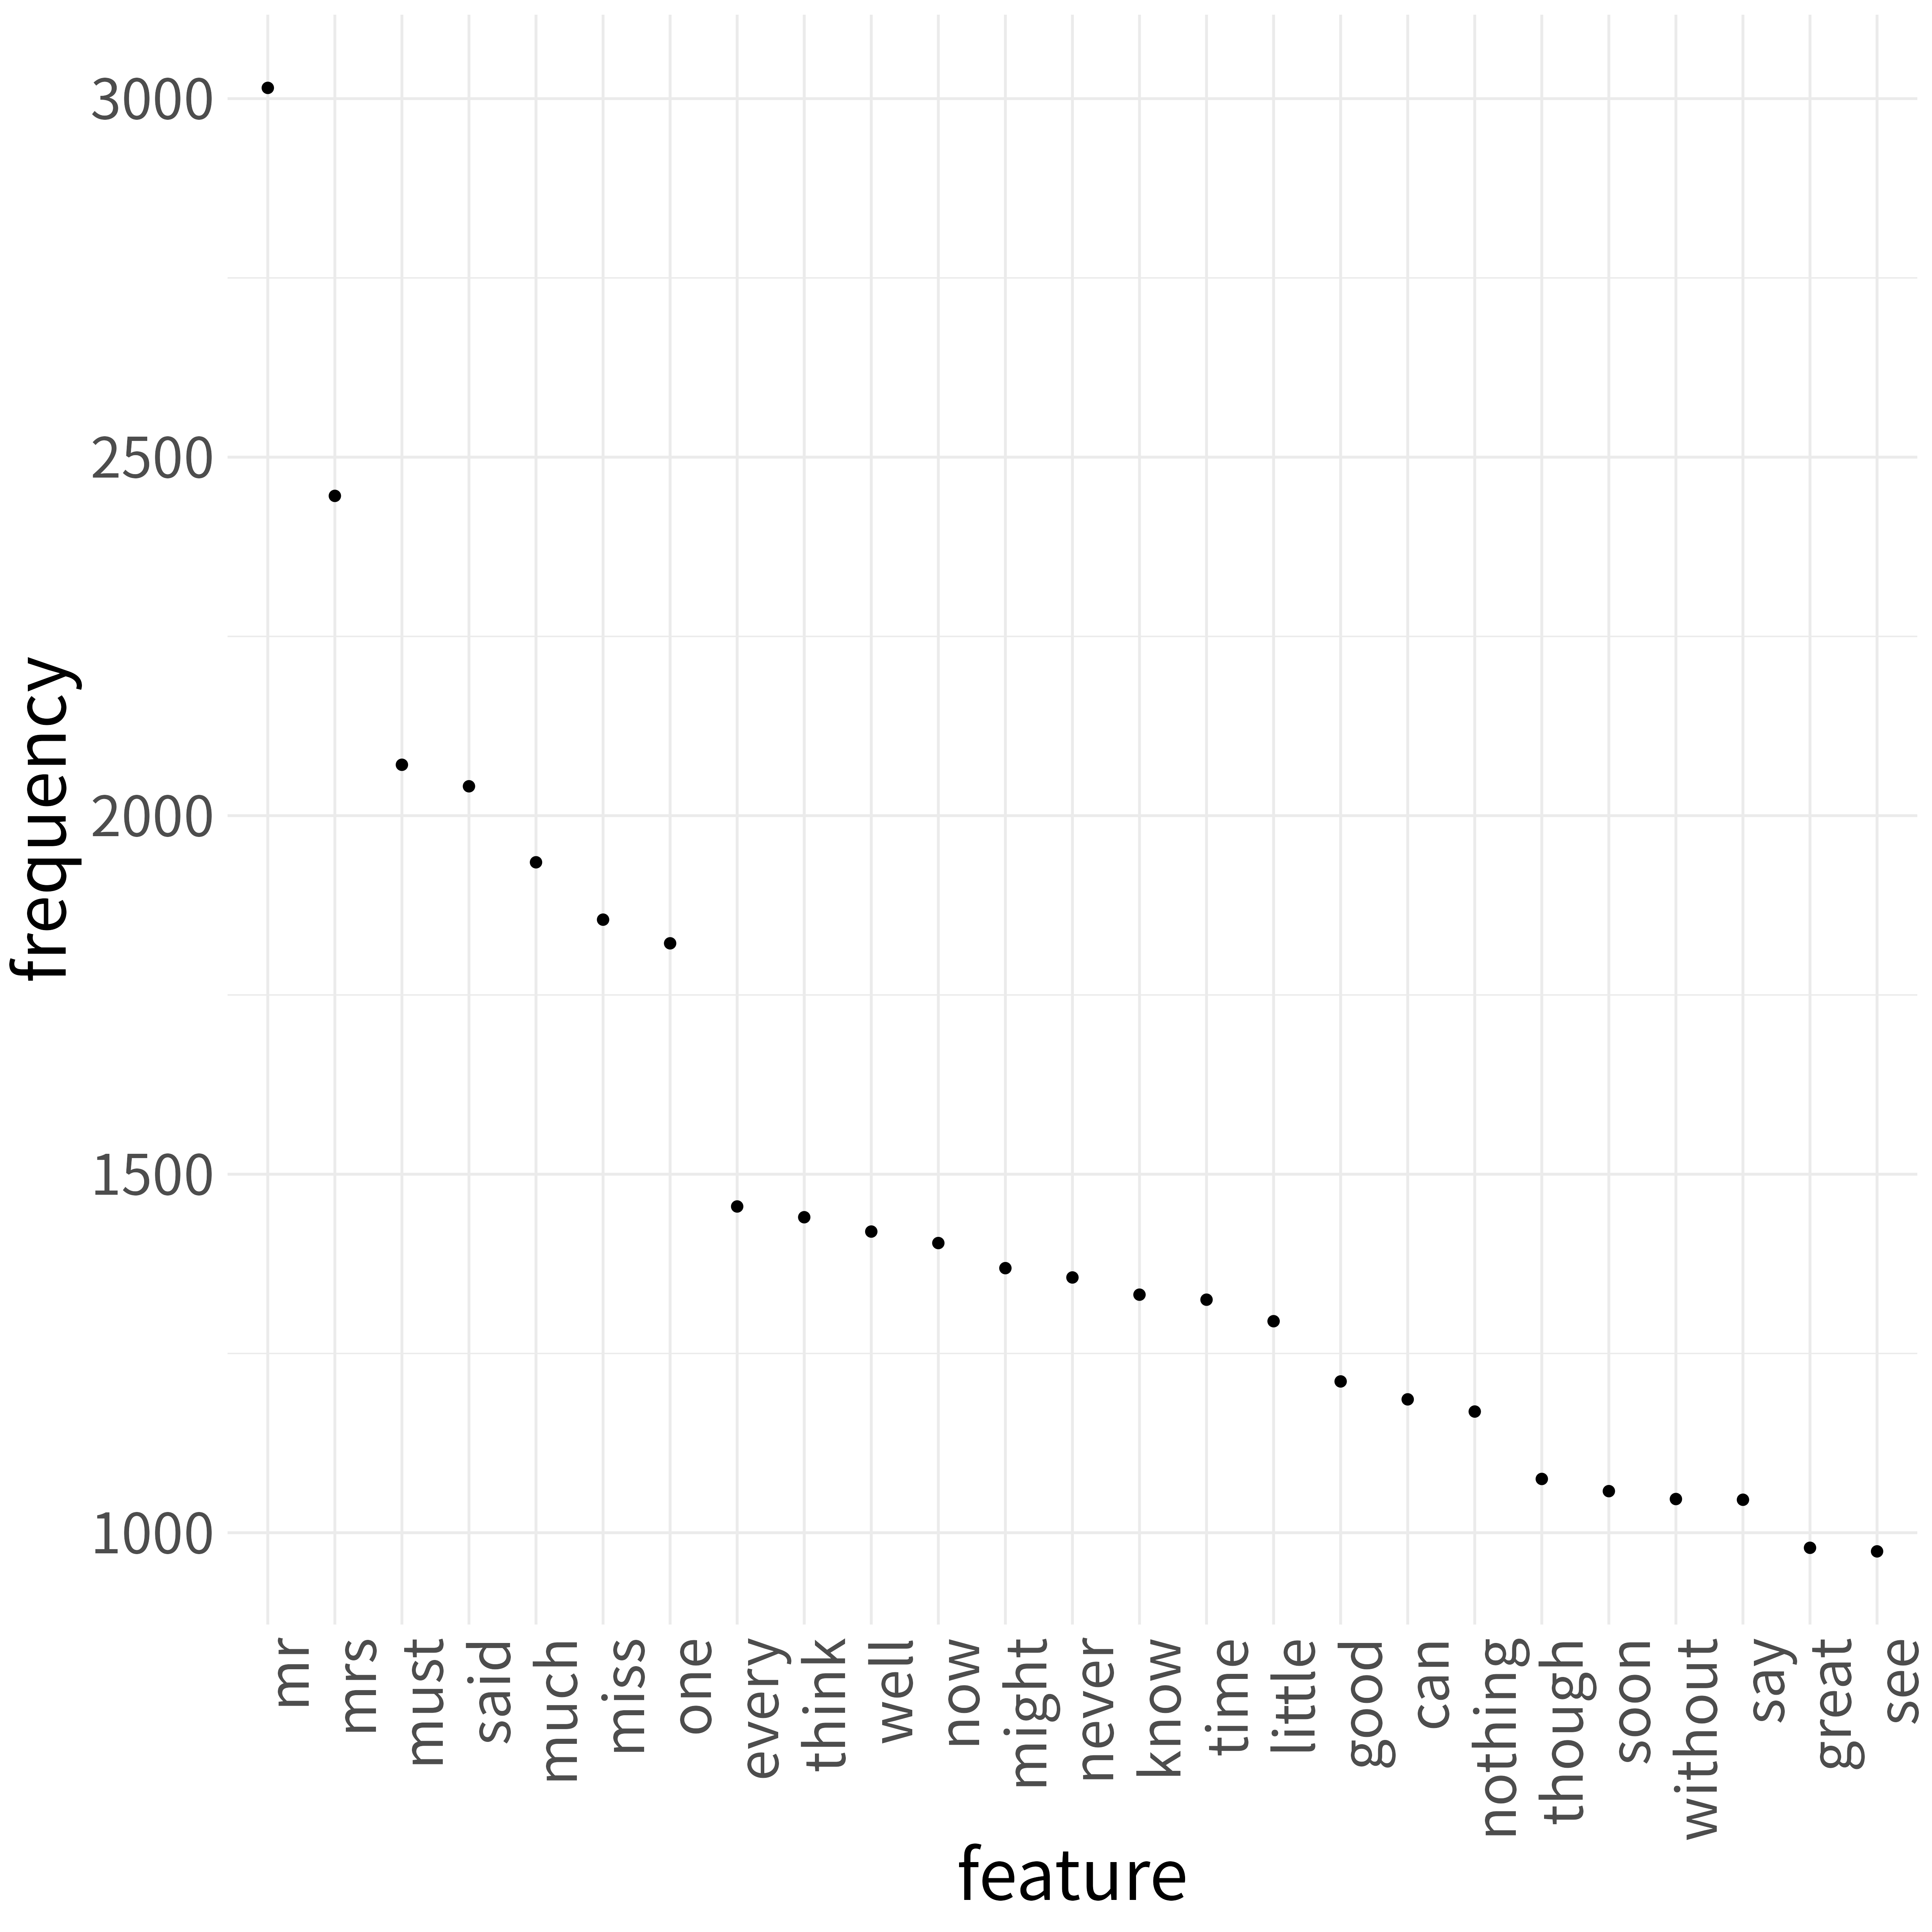 frequency
3000
2500
2000
1500
1000
mr
mrs
must
said
much
miss
one
every
think
well
now
might
never
know
time
little
good
can
nothing
though
soon
without
say
great
see
feature